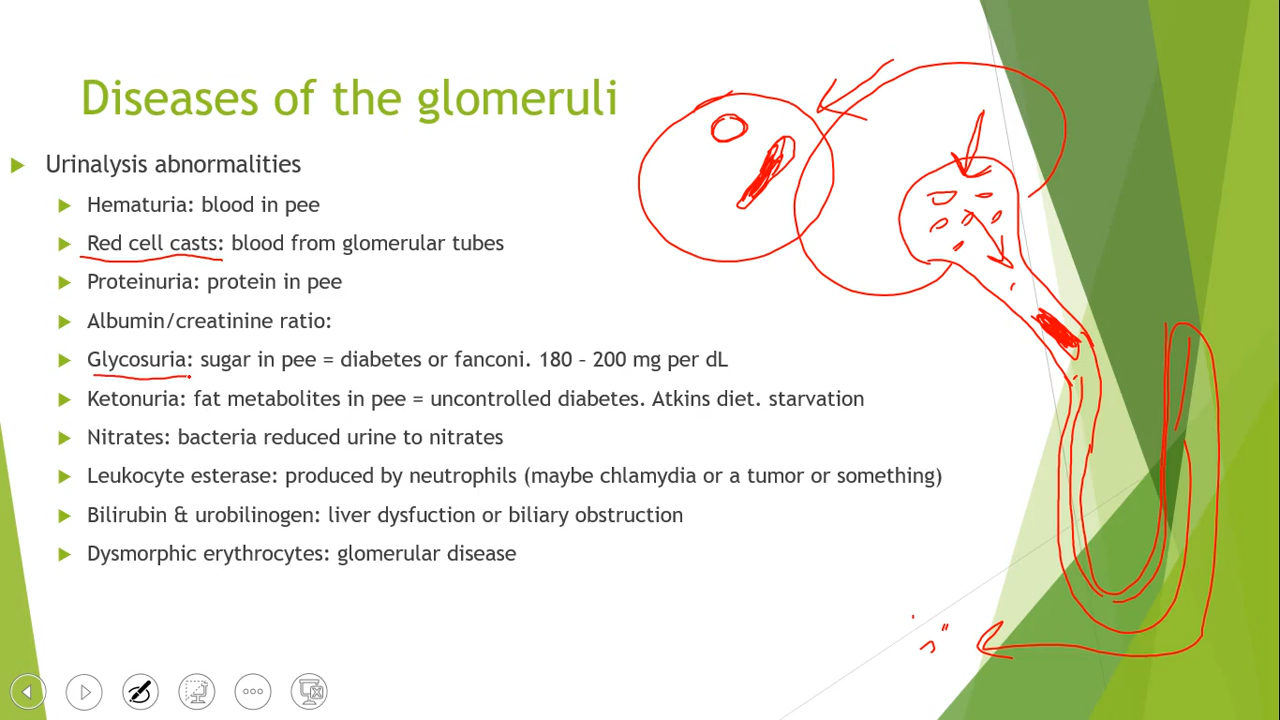 Diseases of the glomeruli
Urinalysis abnormalities
Hematuria: blood in pee
Red cell casts: blood from glomerular tubes
Proteinuria: protein in pee
Albumin/creatinine ratio:
Glycosuria: sugar in pee = diabetes or fanconi. 180 – 200 mg per dL
Ketonuria: fat metabolites in pee = uncontrolled diabetes. Atkins diet. starvation
Nitrates: bacteria reduced urine to nitrates
Leukocyte esterase: produced by neutrophils (maybe chlamydia or a tumor or something)
Bilirubin & urobilinogen: liver dysfuction or biliary obstruction
Dysmorphic erythrocytes: glomerular disease